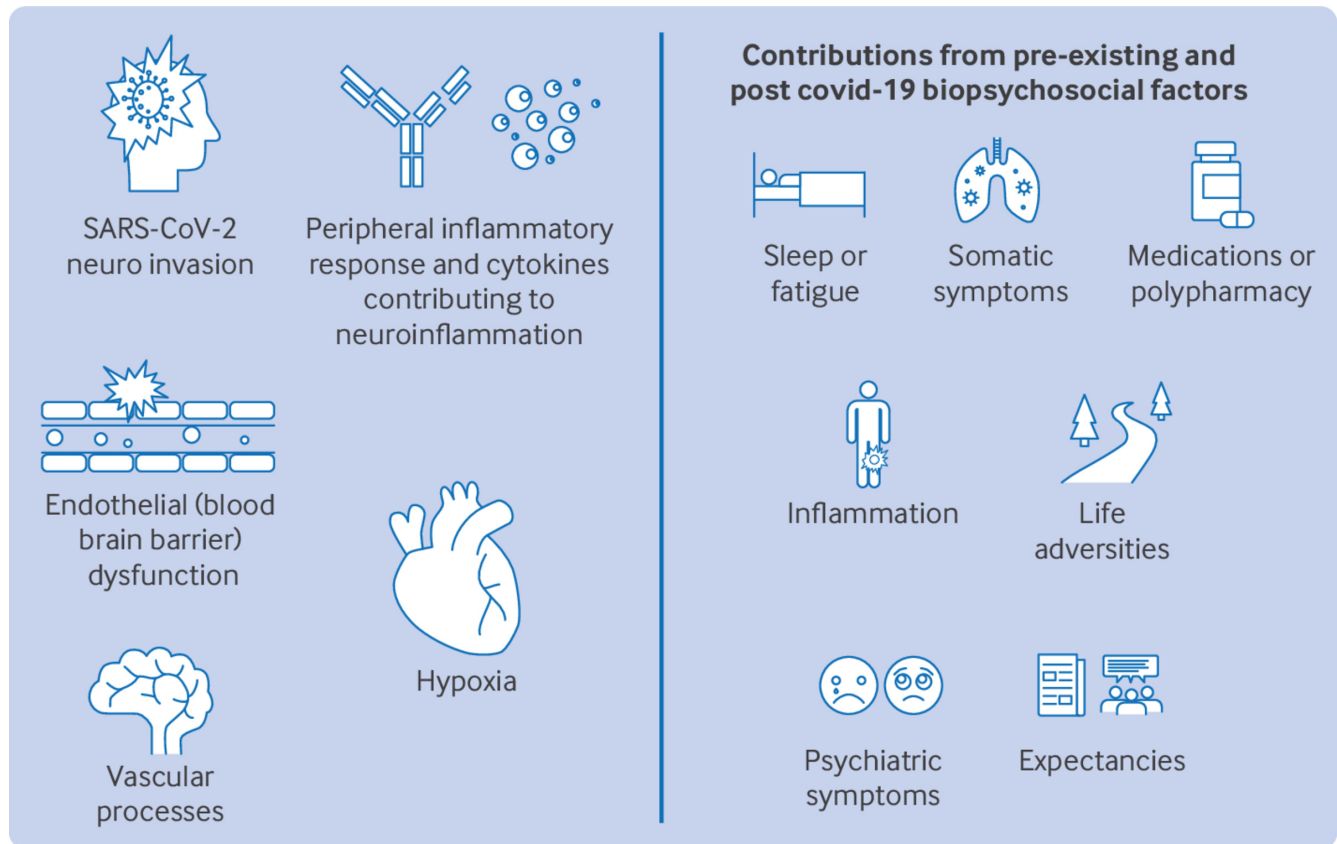 SARS-CoV-2
neuro invasion
Peripheral inflammatory
response and cytokines
contributing to
neuroinflammation
Endothelial (blood
brain barrier)
dysfunction
Hypoxia
Vascular
processes
Contributions from pre-existing and
post covid-19 biopsychosocial factors
Sleep or
fatigue
Somatic
symptoms
Medications or
polypharmacy
Inflammation
Life
adversities
Psychiatric
symptoms
Expectancies